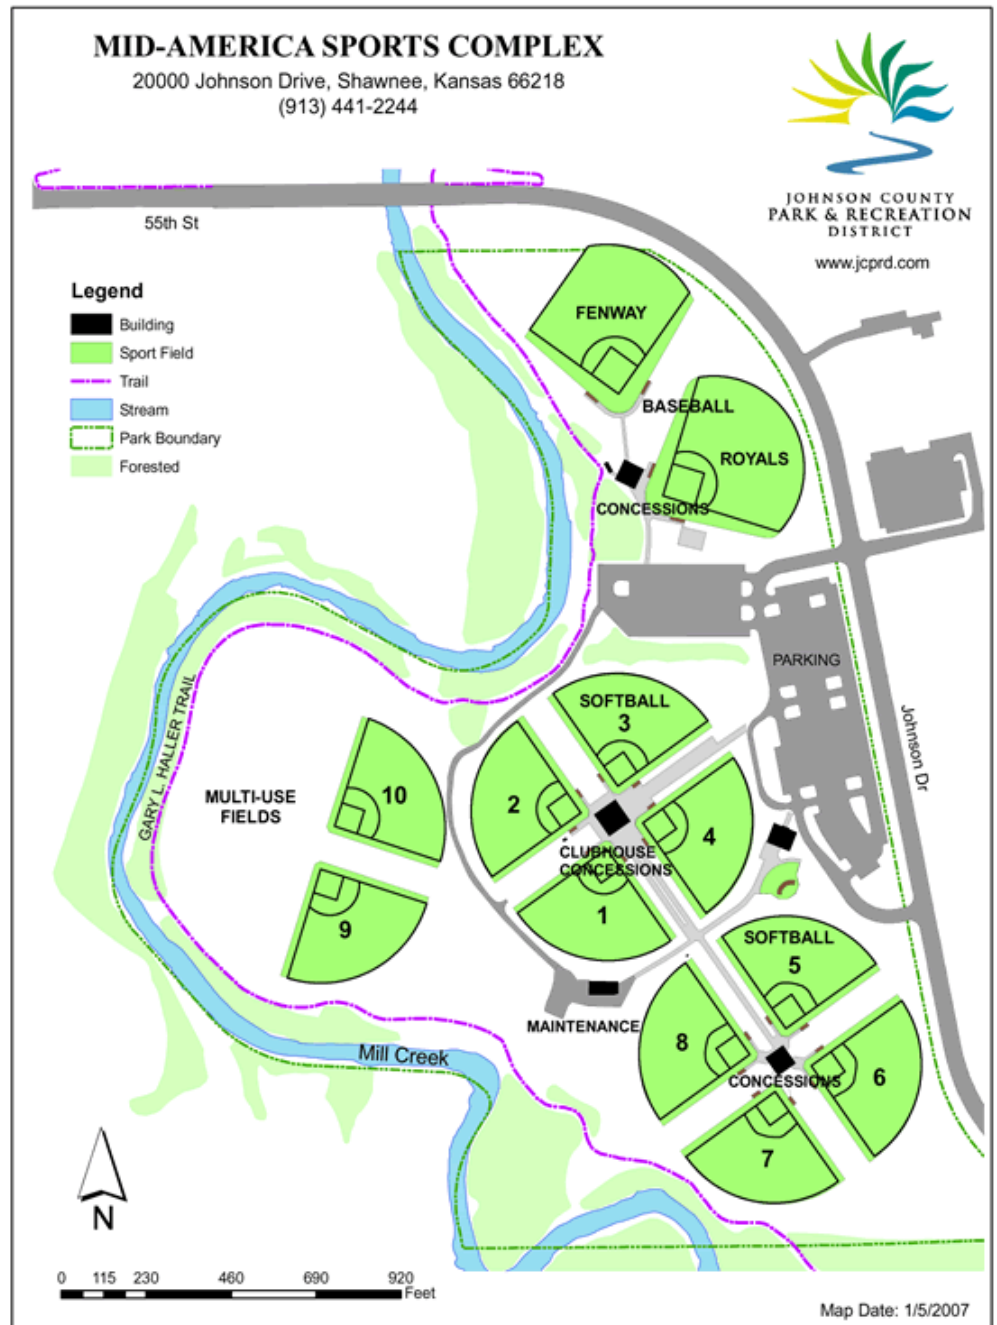 MID-AMERICA SPORTS COMPLEX
20000 Johnson Drive, Shawnee, Kansas 66218
(913) 441-2244
JOHNSON COUNTY
PARK & RECREATION
DISTRICT
www.jcprd.com
55th St
Legend
Building
Sport Field
Trail
Stream
Park Boundary
Forested
FENWAY
BASEBALL
ROYALS
CONCESSIONS
PARKING
Johnson Dr
GARY L. HALLER TRAIL
MULTI-USE
FIELDS
10
9
SOFTBALL
3
2
4
CLUBHOUSE
CONCESSIONS
1
SOFTBALL
5
8
6
CONCESSIONS
7
MAINTENANCE
Mill Creek
N
0 115 230 460 690 920
Feet
Map Date: 1/5/2007